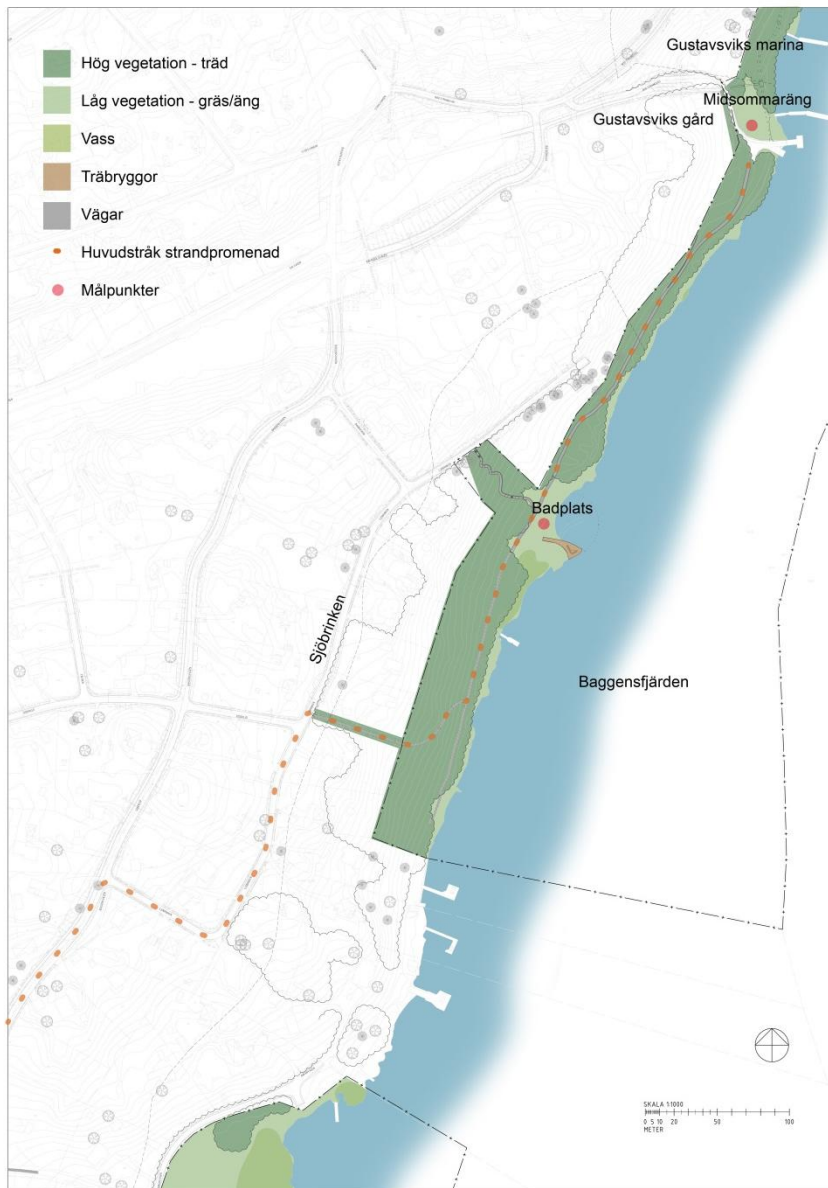 Gustavsviks marina
Hög vegetation - träd
Låg vegetation - gräs/äng
Midsommaräng
Gustavsviks gård
Vass
Träbryggor
Vägar
Huvudstråk strandpromenad
Målpunkter
Badplats
Sjöbrinken
Baggensfjärden
SKALA 1:1000
0 5 10 20 50 100
METER